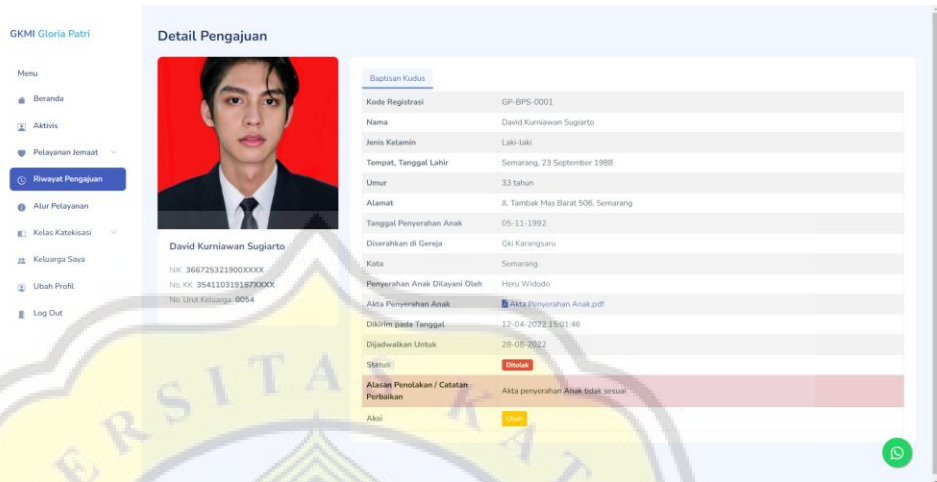 GKMI Gloria Patri
Menu
Beranda
Aktivis
Pelayanan Jemaat
Riwayat Pengajuan
Alur Pelayanan
Kelas Katekisasi
Keluarga Saya
Ubah Profil
Log Out
Detail Pengajuan
David Kurniawan Sugiarto
NIK. 366725321900XXXX
No. KK. 354110319187XXXX
No. Urut Keluarga. 0054
Baptisan Kudus
Kode Registrasi GP-BPS-0001
Nama David Kurniawan Sugiarto
Jenis Kelamin Laki-laki
Tempat, Tanggal Lahir Semarang, 23 September 1988
Umur 33 tahun
Alamat Jl. Tambak Mas Barat 506, Semarang
Tanggal Penyerahan Anak 05-11-1992
Diserahkan di Gereja Gki Karangsaru
Kota Semarang
Penyerahan Anak Dilayani Oleh Heru Widodo
Akta Penyerahan Anak Akta Penyerahan Anak.pdf
Dikirim pada Tanggal 12-04-2022 15:01:46
Dijadwalkan Untuk 28-08-2022
Status Ditolak
Alasan Penolakan / Catatan
Perbaikan Akta penyerahan Anak tidak sesuai
Aksi Ubah
ERSITAS KAT